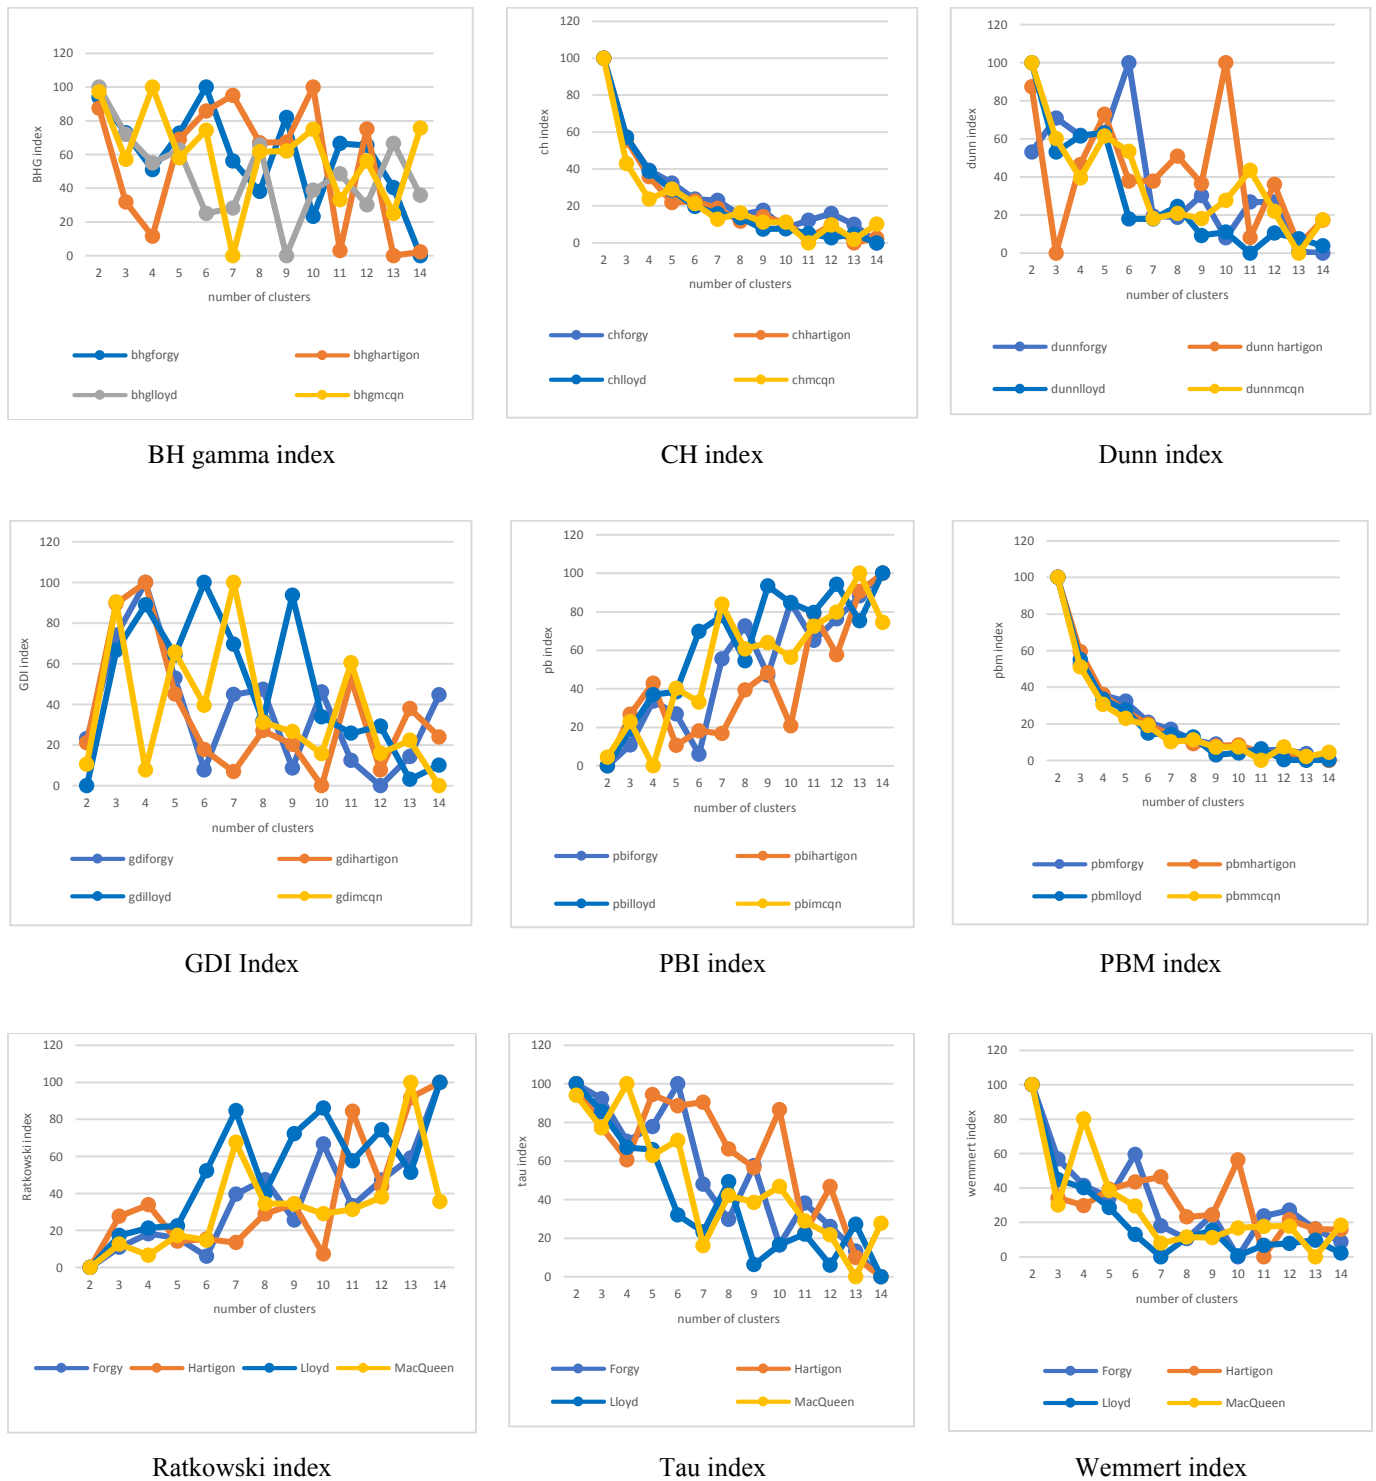 120
100
80
60
40
20
0
BHG index
2 3 4 5 6 7 8 9 10 11 12 13 14
number of clusters
bhgforgy bhghartigon
bhglloyd bhgmcqn
BH gamma index
120
100
80
60
40
20
0
ch index
2 3 4 5 6 7 8 9 10 11 12 13 14
number of clusters
chforgy chhartigon
chlloyd chmcqn
CH index
120
100
80
60
40
20
0
dunn index
2 3 4 5 6 7 8 9 10 11 12 13 14
number of clusters
dunnforgy dunn hartigon
dunnlloyd dunnmcqn
Dunn index
120
100
80
60
40
20
0
GDI index
2 3 4 5 6 7 8 9 10 11 12 13 14
number of clusters
gdiforgy gdihartigon
gdilloyd gdimcqn
GDI Index
120
100
80
60
40
20
0
pb index
2 3 4 5 6 7 8 9 10 11 12 13 14
number of clusters
pbiforgy pbihartigon
pbilloyd pbimcqn
PBI index
120
100
80
60
40
20
0
pbm index
2 3 4 5 6 7 8 9 10 11 12 13 14
number of clusters
pbmforgy pbmhartigon
pbmlloyd pbmmcqn
PBM index
120
100
80
60
40
20
0
Ratkowski index
2 3 4 5 6 7 8 9 10 11 12 13 14
number of clusters
Forgy Hartigon Lloyd MacQueen
Ratkowski index
120
100
80
60
40
20
0
tau index
2 3 4 5 6 7 8 9 10 11 12 13 14
number of clusters
Forgy Hartigon
Lloyd MacQueen
Tau index
120
100
80
60
40
20
0
wemmert index
2 3 4 5 6 7 8 9 10 11 12 13 14
number of clusters
Forgy Hartigon
Lloyd MacQueen
Wemmert index